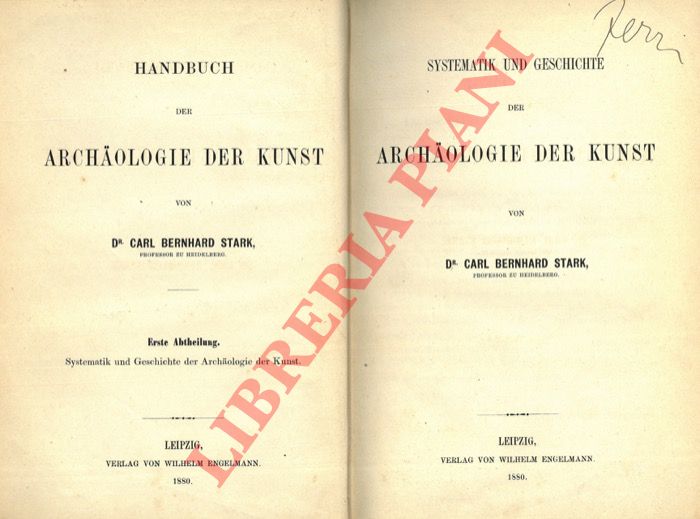 HANDBUCH
DER
ARCHÄOLOGIE DER KUNST
VON
DR. CARL BERNHARD STARK,
PROFESSOR ZU HEIDELBERG.
Erste Abtheilung.
Systematik und Geschichte der Archäologie der Kunst.
LEIPZIG,
VERLAG VON WILHELM ENGELMANN.
1880.
SYSTEMATIK UND GESCHICHTE
DER
ARCHÄOLOGIE DER KUNST
VON
DR. CARL BERNHARD STARK,
PROFESSOR ZU HEIDELBERG.
LEIPZIG,
VERLAG VON WILHELM ENGELMANN.
1880.
LIBRERIA PIANI